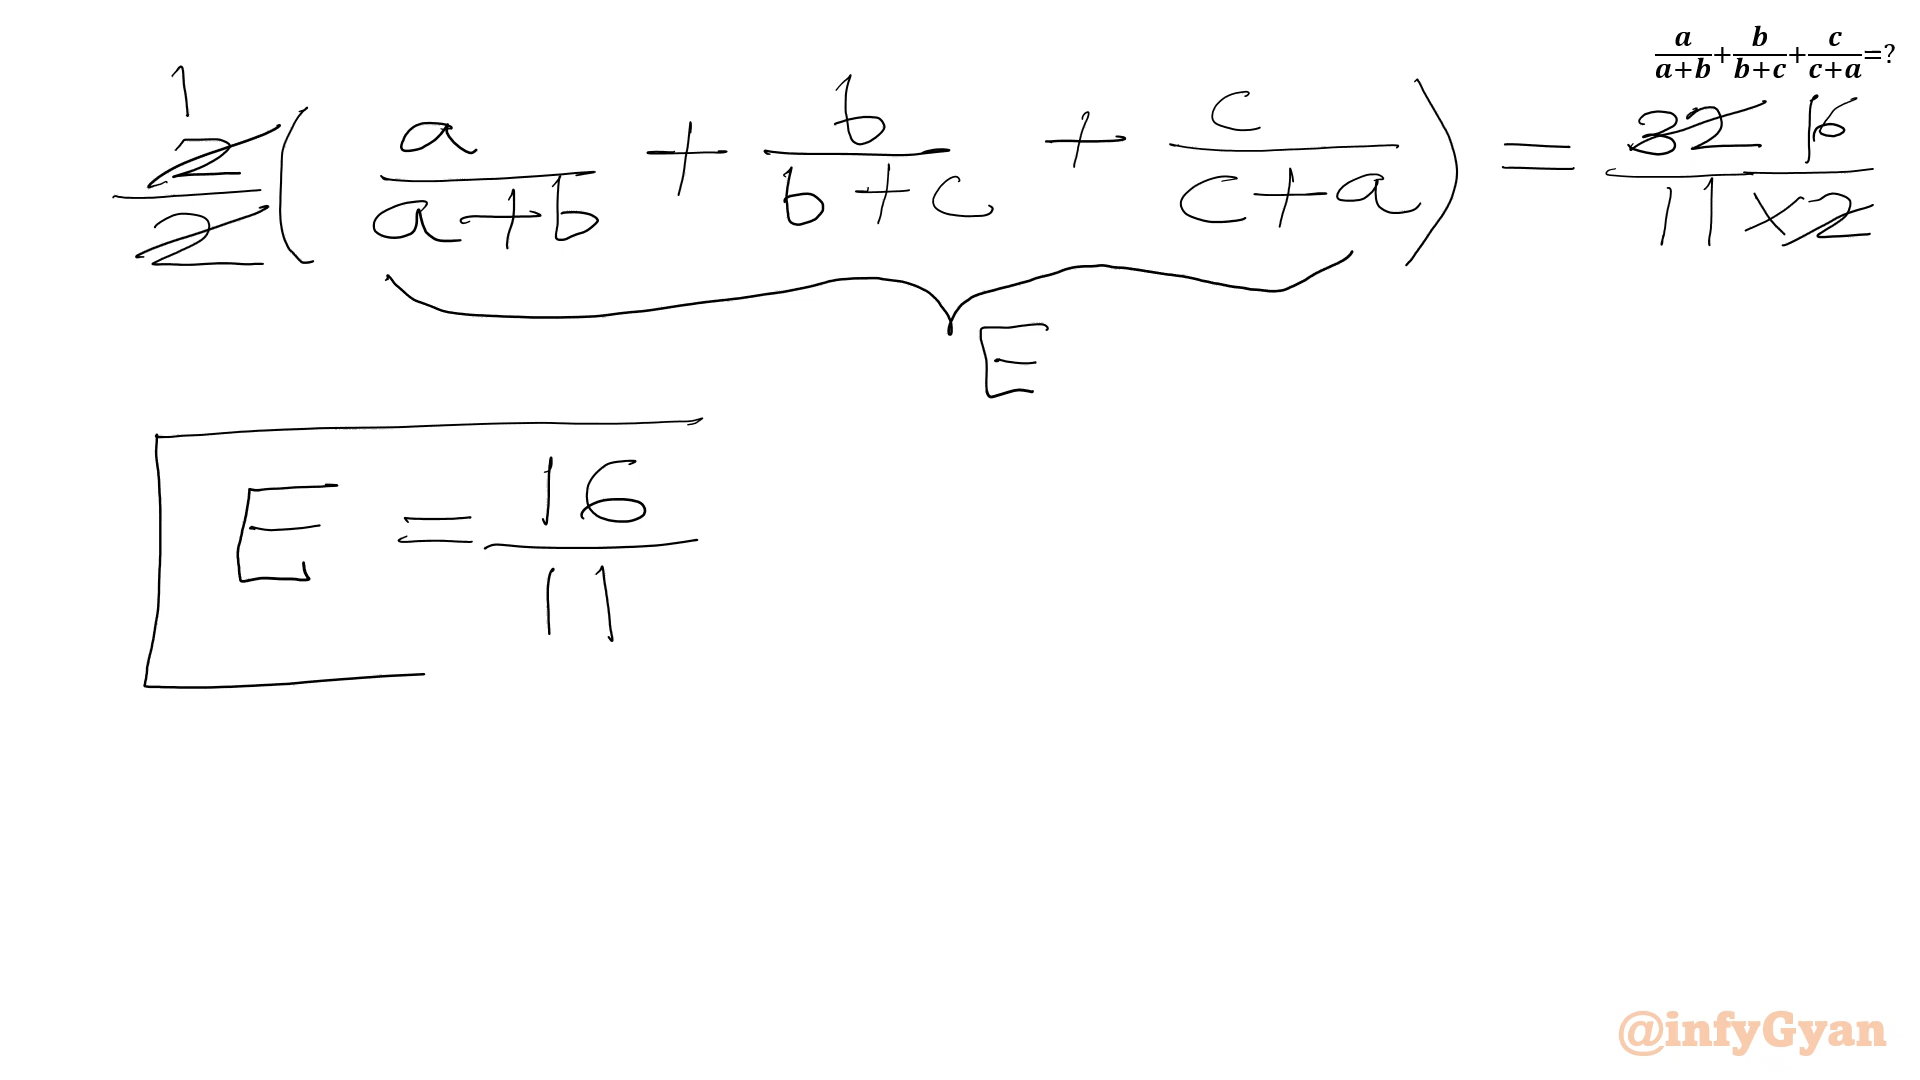 a/(a+b) + b/(b+c) + c/(c+a) = ?
1
2/2 ( a/(a+b) + b/(b+c) + c/(c+a) ) = 32 16/(11 × 2)
E
E = 16/11
@infyGyan